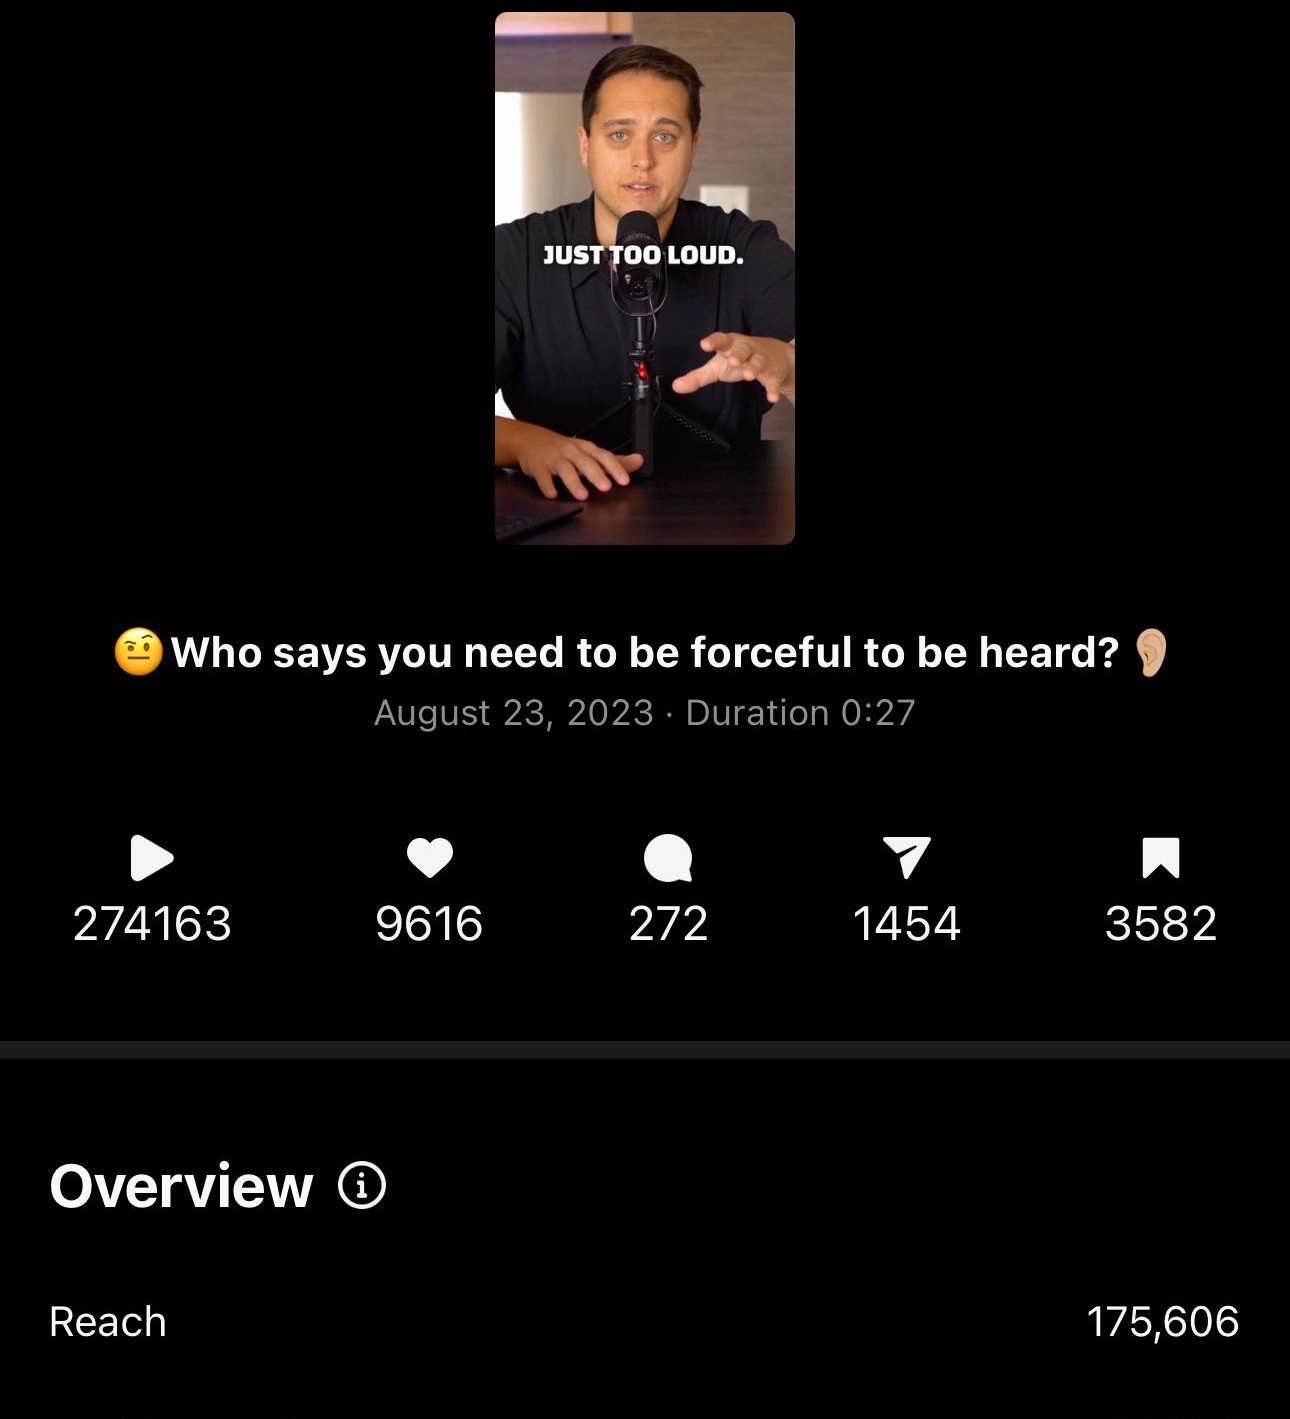 JUST TOO LOUD.
🤨Who says you need to be forceful to be heard?👂🏼
August 23, 2023 · Duration 0:27
274163 9616 272 1454 3582
Overview
Reach 175,606